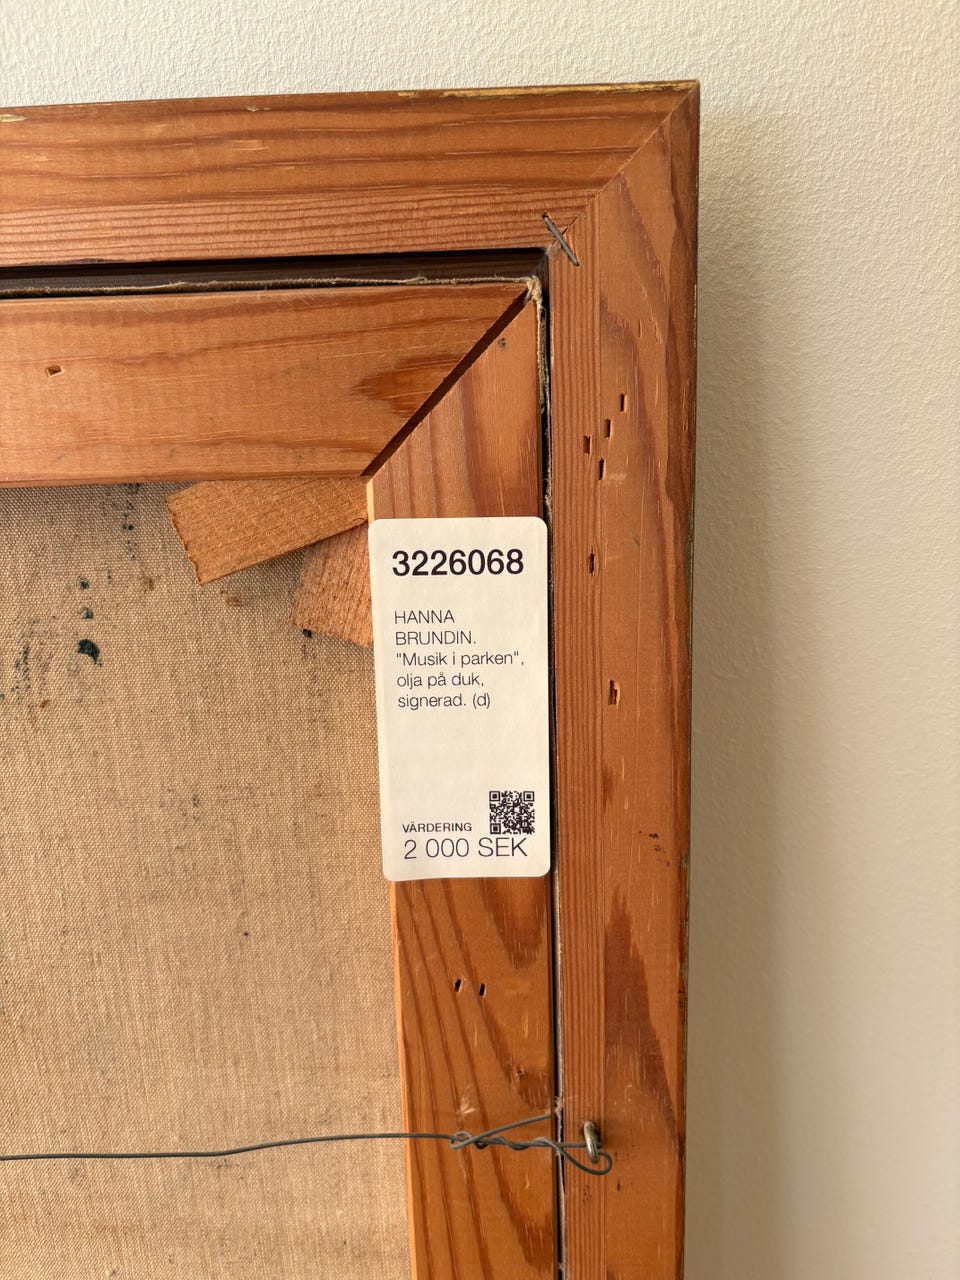 3226068
HANNA
BRUNDIN.
"Musik i parken",
olja på duk,
signerad. (d)
VÄRDERING
2 000 SEK